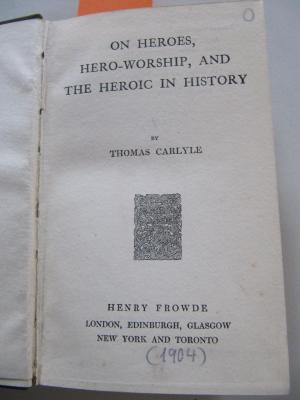 ON HEROES,
HERO-WORSHIP, AND
THE HEROIC IN HISTORY
BY
THOMAS CARLYLE
HENRY FROWDE
LONDON, EDINBURGH, GLASGOW
NEW YORK AND TORONTO
(1904)